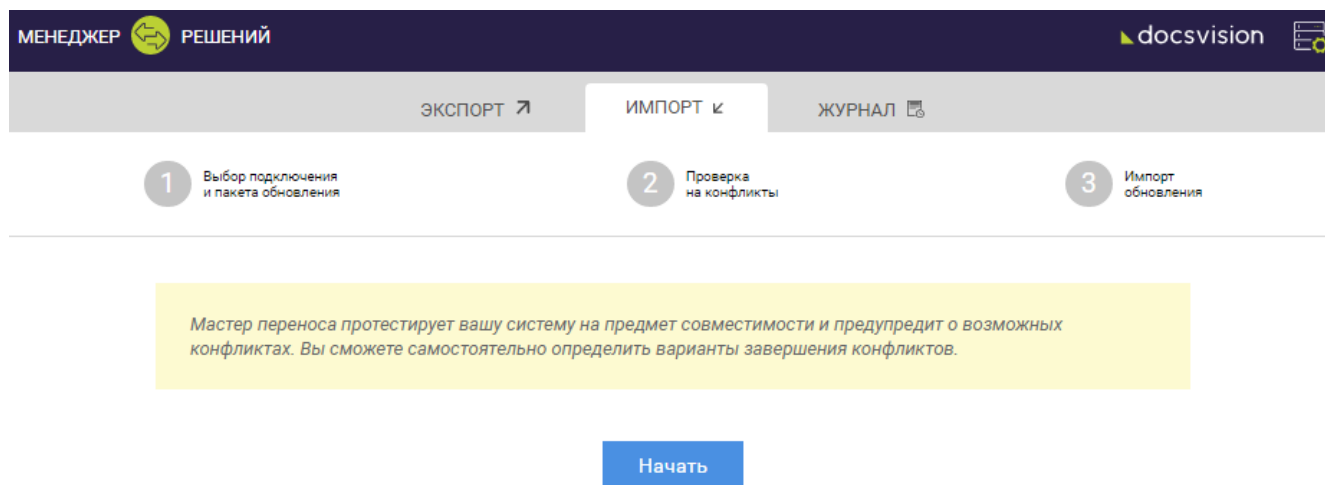 МЕНЕДЖЕР РЕШЕНИЙ
docsvision
ЭКСПОРТ
ИМПОРТ
ЖУРНАЛ
1
Выбор подключения
и пакета обновления
2
Проверка
на конфликты
3
Импорт
обновления
Мастер переноса протестирует вашу систему на предмет совместимости и предупредит о возможных
конфликтах. Вы сможете самостоятельно определить варианты завершения конфликтов.
Начать